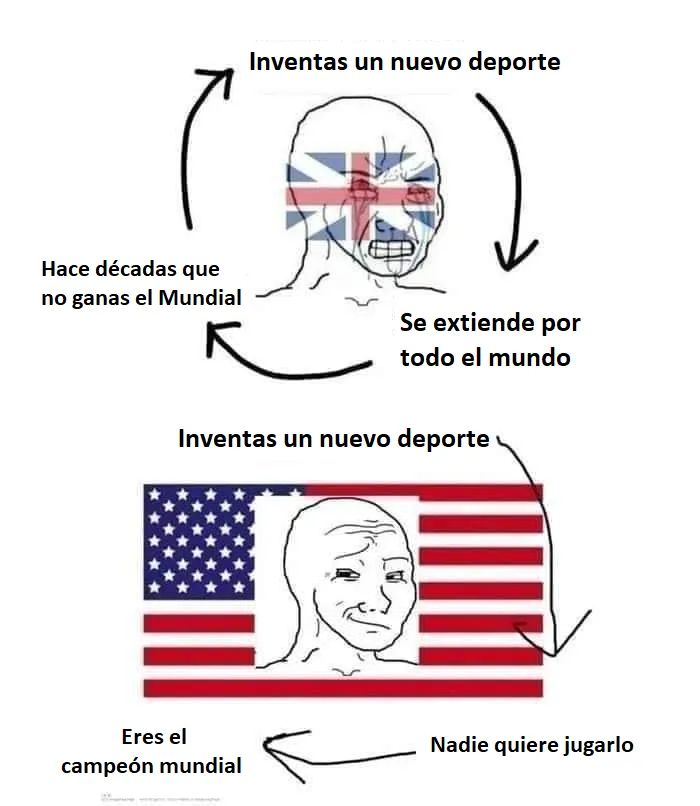 Inventas un nuevo deporte
Hace décadas que
no ganas el Mundial
Se extiende por
todo el mundo
Inventas un nuevo deporte
Eres el
campeón mundial
Nadie quiere jugarlo